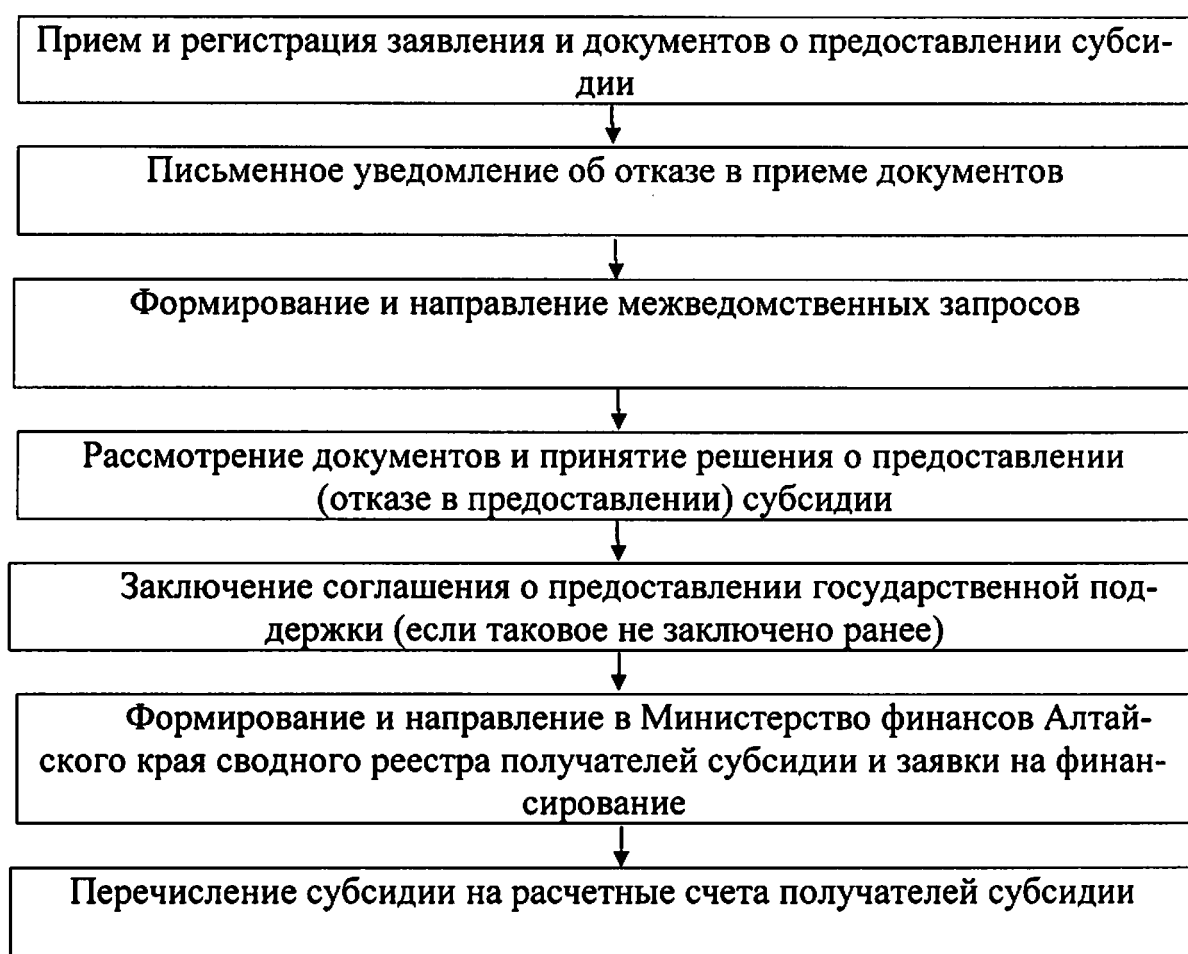 Прием и регистрация заявления и документов о предоставлении субси-
дии
Письменное уведомление об отказе в приеме документов
Формирование и направление межведомственных запросов
Рассмотрение документов и принятие решения о предоставлении
(отказе в предоставлении) субсидии
Заключение соглашения о предоставлении государственной под-
держки (если таковое не заключено ранее)
Формирование и направление в Министерство финансов Алтай-
ского края сводного реестра получателей субсидии и заявки на финан-
сирование
Перечисление субсидии на расчетные счета получателей субсидии